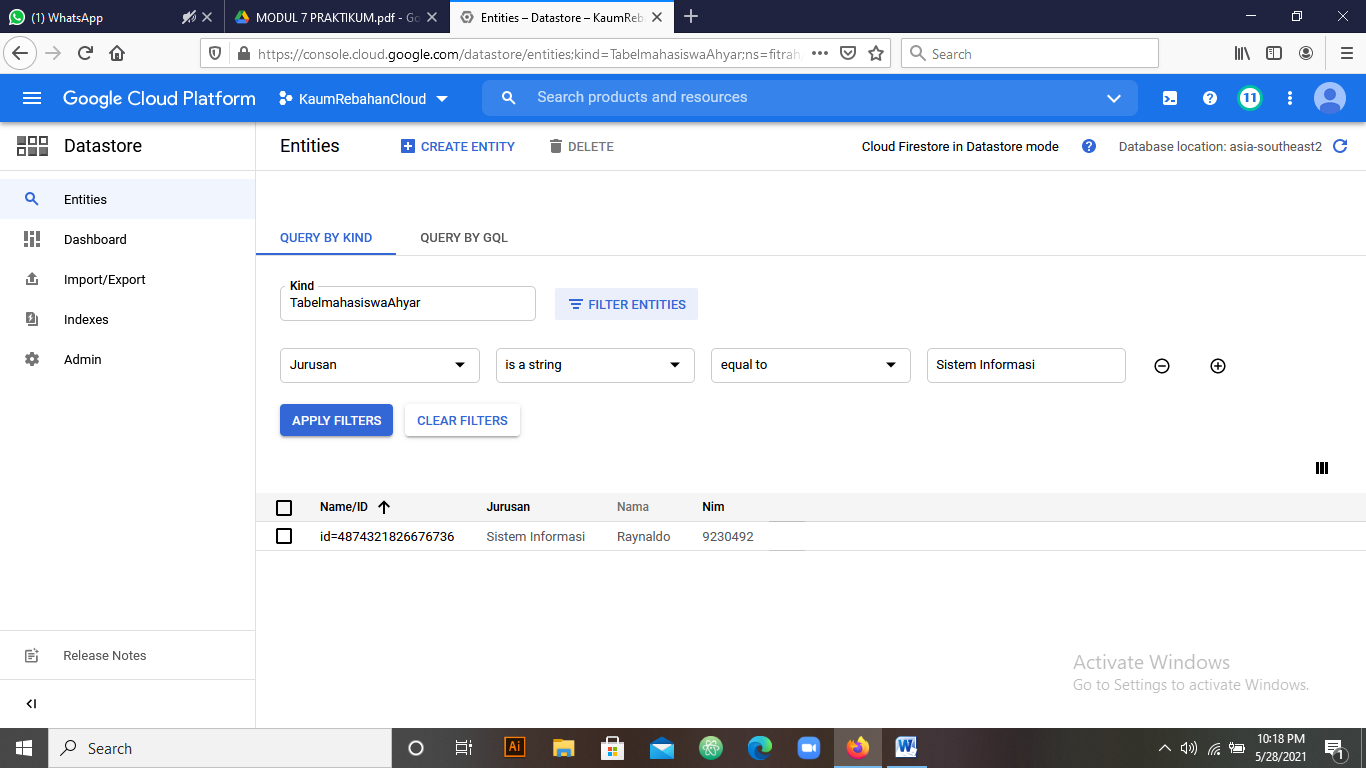 (1) WhatsApp
MODUL 7 PRAKTIKUM.pdf - Go
Entities – Datastore – KaumReb
https://console.cloud.google.com/datastore/entities;kind=TabelmahasiswaAhyar;ns=fitrah
Search
Google Cloud Platform
KaumRebahanCloud
Search products and resources
11
Datastore
Entities
CREATE ENTITY
DELETE
Cloud Firestore in Datastore mode
Database location: asia-southeast2
Entities
Dashboard
Import/Export
Indexes
Admin
Release Notes
QUERY BY KIND
QUERY BY GQL
Kind
TabelmahasiswaAhyar
FILTER ENTITIES
Jurusan
is a string
equal to
Sistem Informasi
APPLY FILTERS
CLEAR FILTERS
Name/ID Jurusan Nama Nim
id=4874321826676736 Sistem Informasi Raynaldo 9230492
Activate Windows
Go to Settings to activate Windows.
Search
Ai
W
10:18 PM
5/28/2021
1